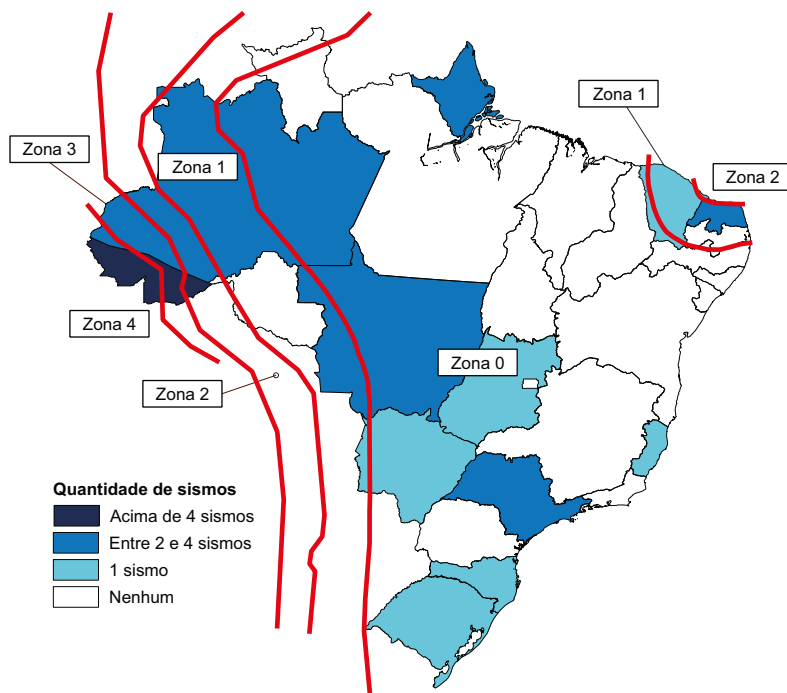 Zona 1
Zona 3
Zona 1
Zona 2
Zona 4
Zona 0
Zona 2
Quantidade de sismos
Acima de 4 sismos
Entre 2 e 4 sismos
1 sismo
Nenhum